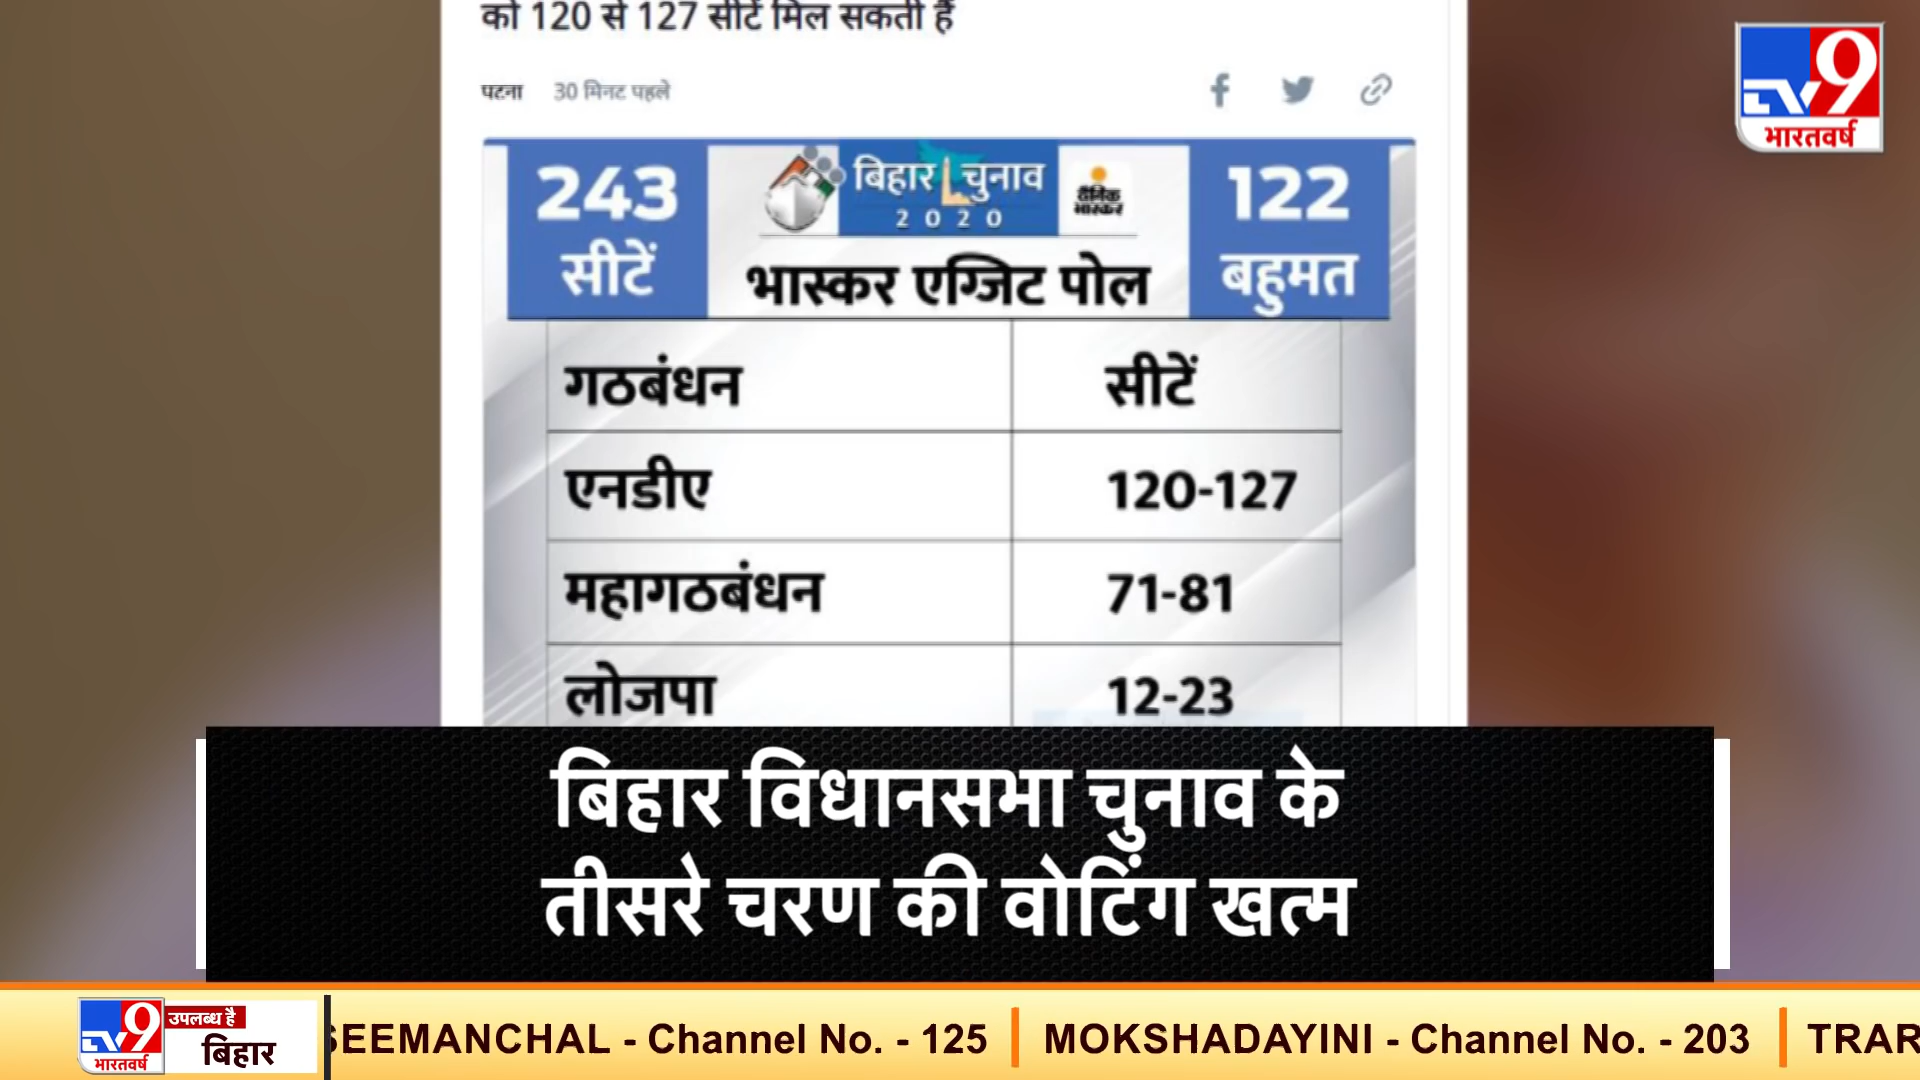 को 120 से 127 सीटें मिल सकती हैं
पटना 30 मिनट पहले
TV9
भारतवर्ष
243
सीटें
बिहार चुनाव
2020
दैनिक
भास्कर
भास्कर एग्जिट पोल
122
बहुमत
गठबंधन सीटें
एनडीए 120-127
महागठबंधन 71-81
लोजपा 12-23
बिहार विधानसभा चुनाव के
तीसरे चरण की वोटिंग खत्म
TV9
भारतवर्ष
उपलब्ध है
बिहार
SEEMANCHAL - Channel No. - 125 MOKSHADAYINI - Channel No. - 203 TRAR